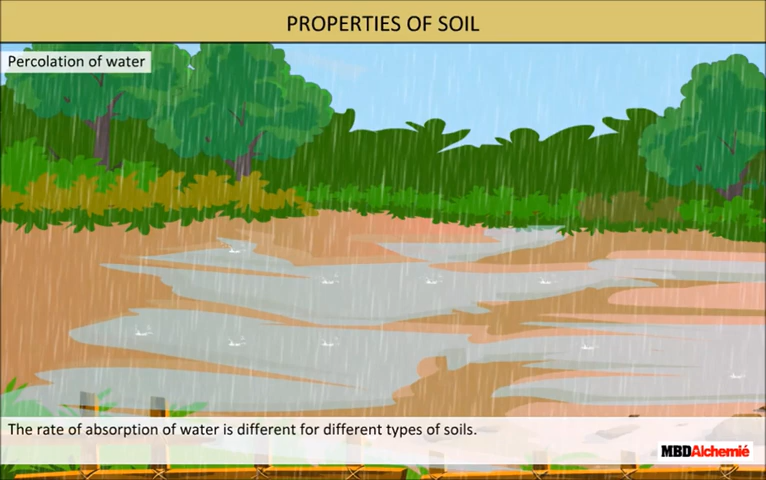 PROPERTIES OF SOIL
Percolation of water
The rate of absorption of water is different for different types of soils.
MBDAlchemié